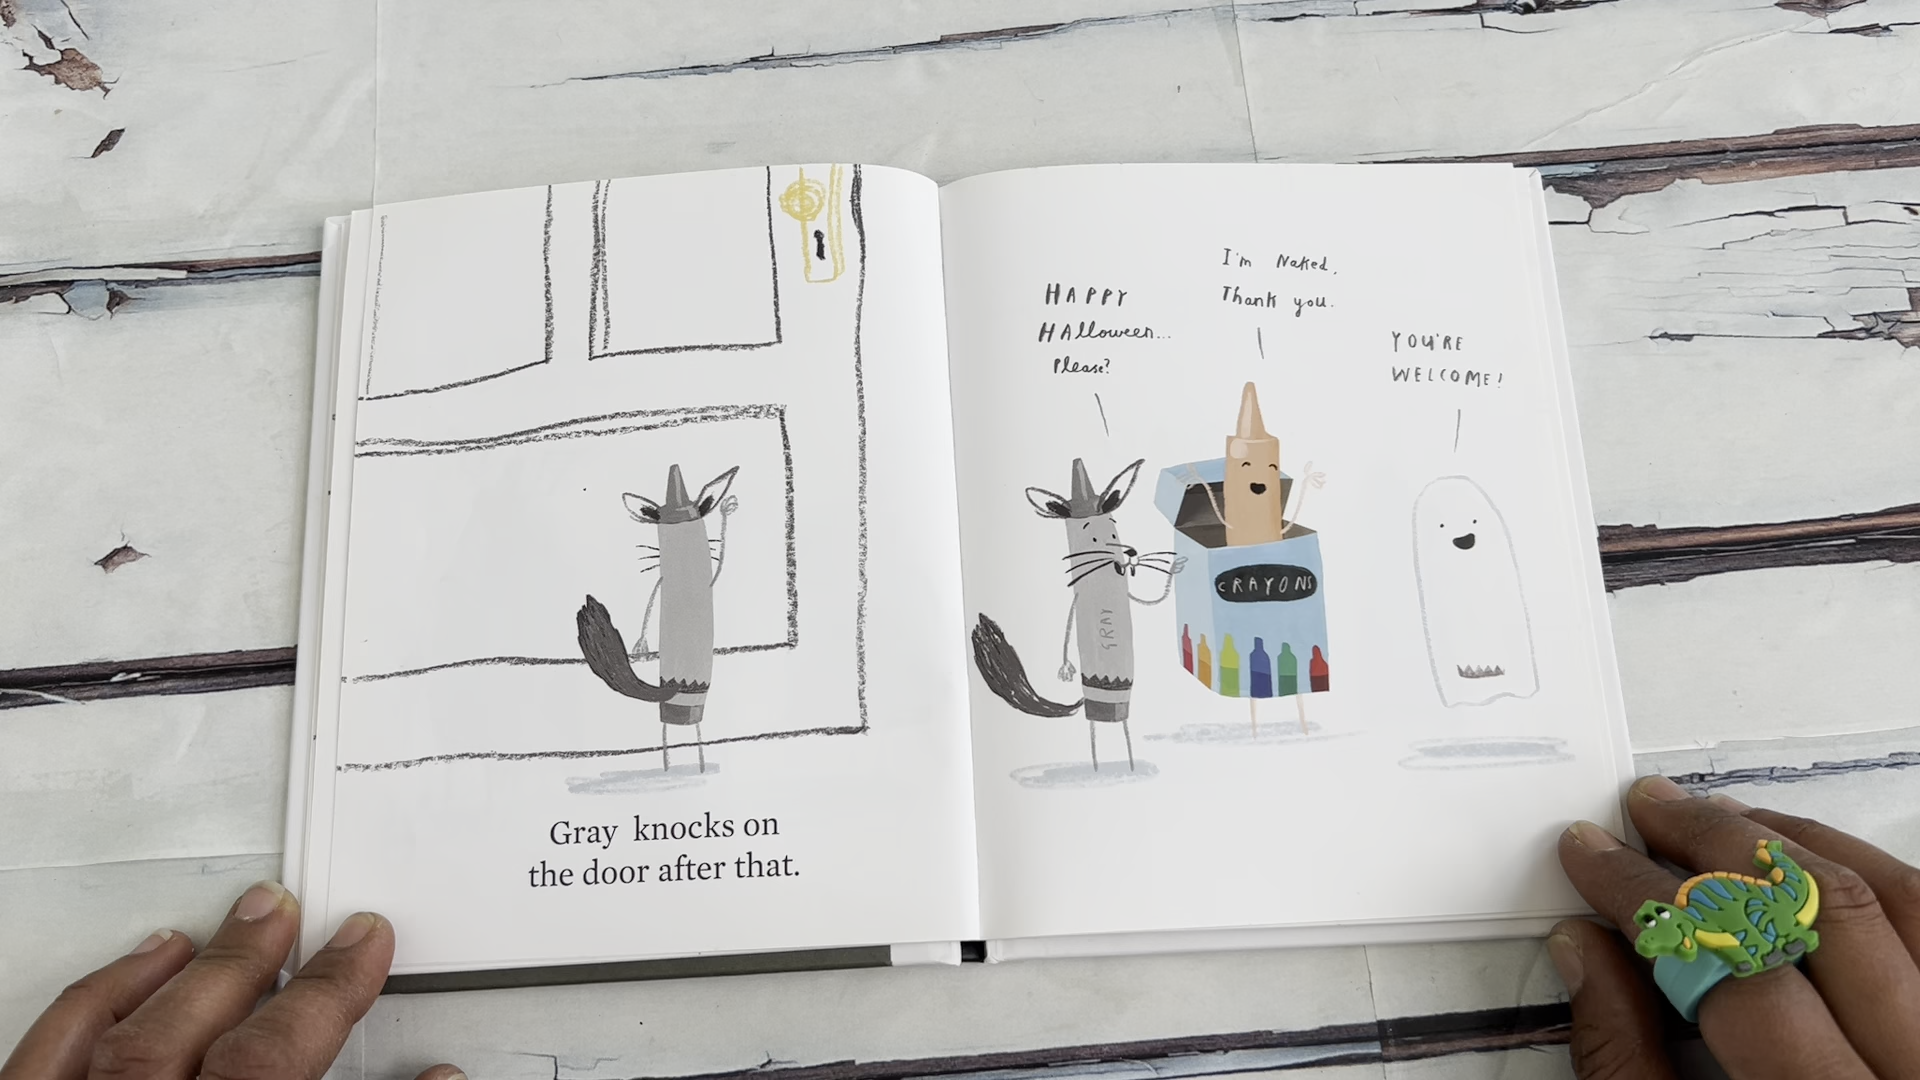 Gray knocks on
the door after that.
HAPPY
HAlloween...
Please?
I'm Naked.
Thank you.
YOU'RE
WELCOME!
GRAY
CRAYONS